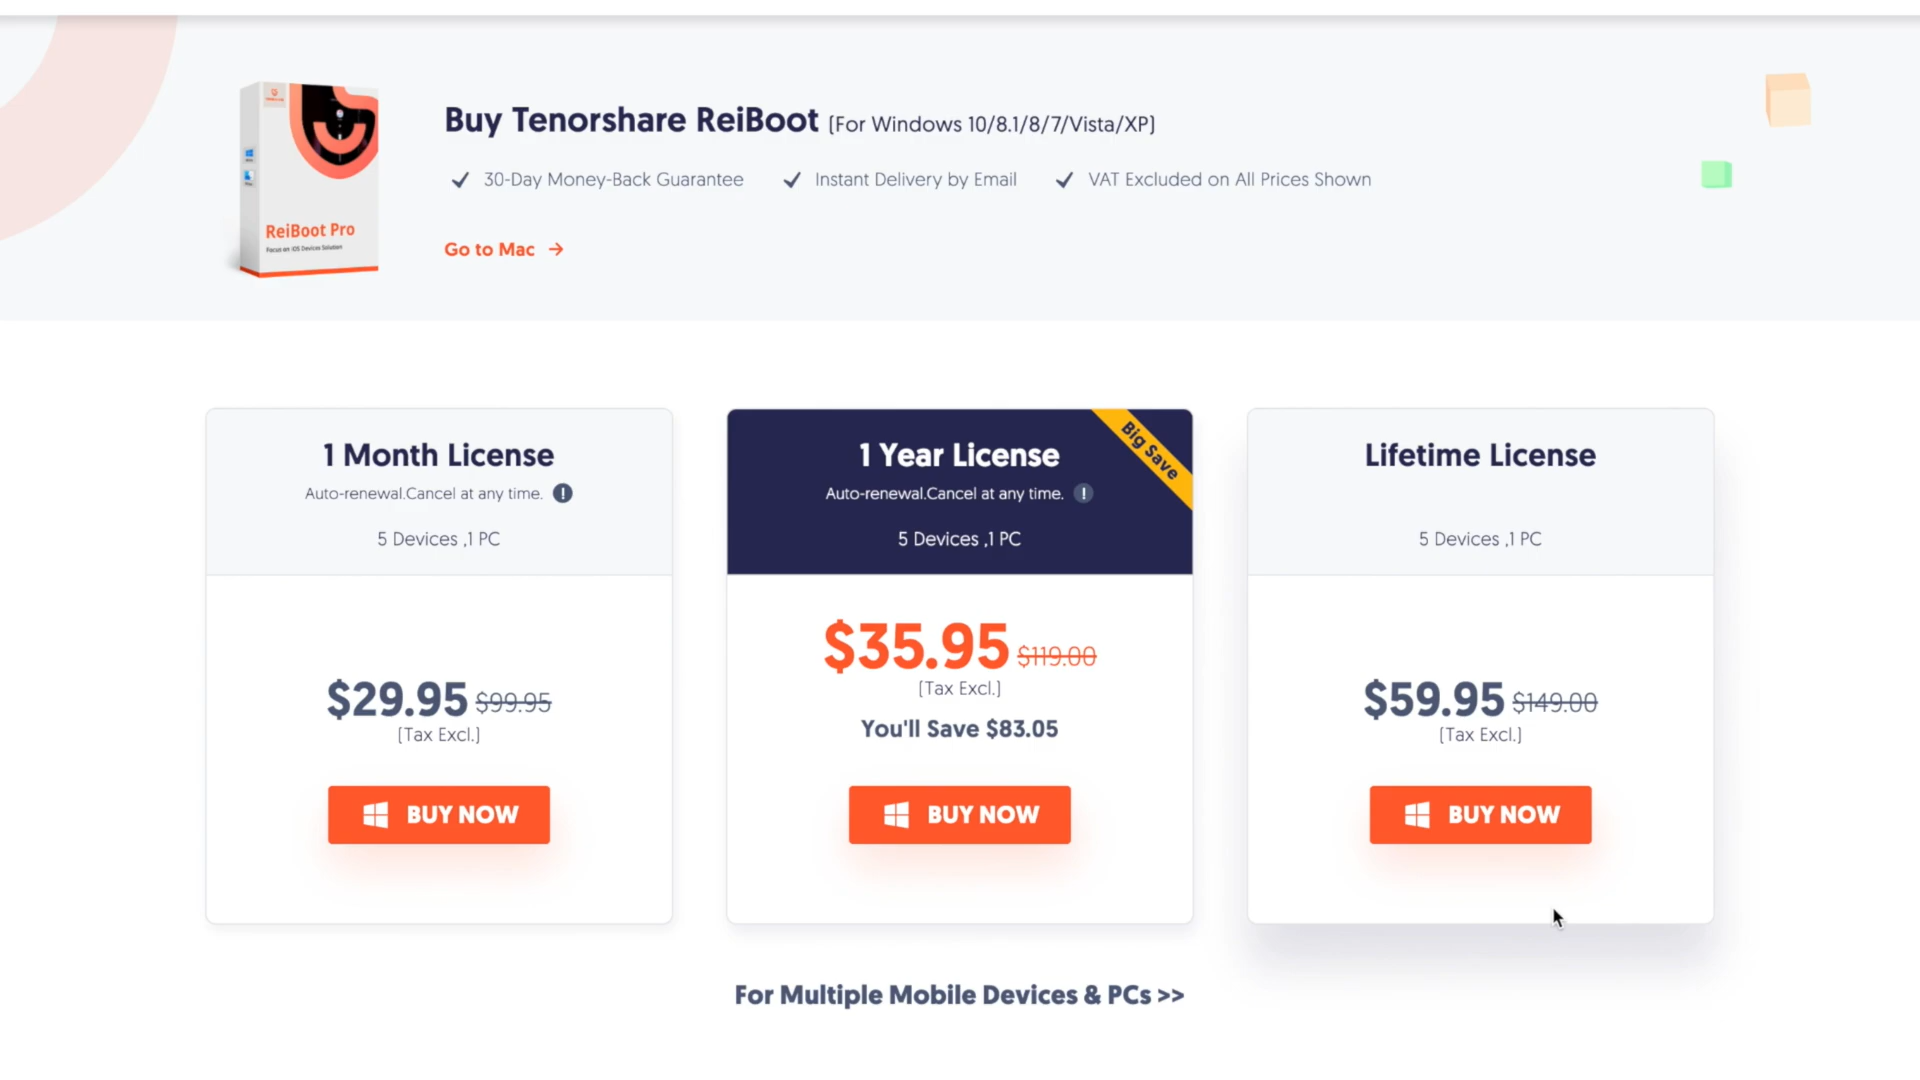 Buy Tenorshare ReiBoot (For Windows 10/8.1/8/7/Vista/XP)
30-Day Money-Back Guarantee Instant Delivery by Email VAT Excluded on All Prices Shown
Go to Mac →
ReiBoot Pro
Focus on iOS Devices Solution
1 Month License
Auto-renewal.Cancel at any time. !
5 Devices ,1 PC
$29.95 $99.95
(Tax Excl.)
BUY NOW
Big Save
1 Year License
Auto-renewal.Cancel at any time. !
5 Devices ,1 PC
$35.95 $119.00
(Tax Excl.)
You'll Save $83.05
BUY NOW
Lifetime License
5 Devices ,1 PC
$59.95 $149.00
(Tax Excl.)
BUY NOW
For Multiple Mobile Devices & PCs >>